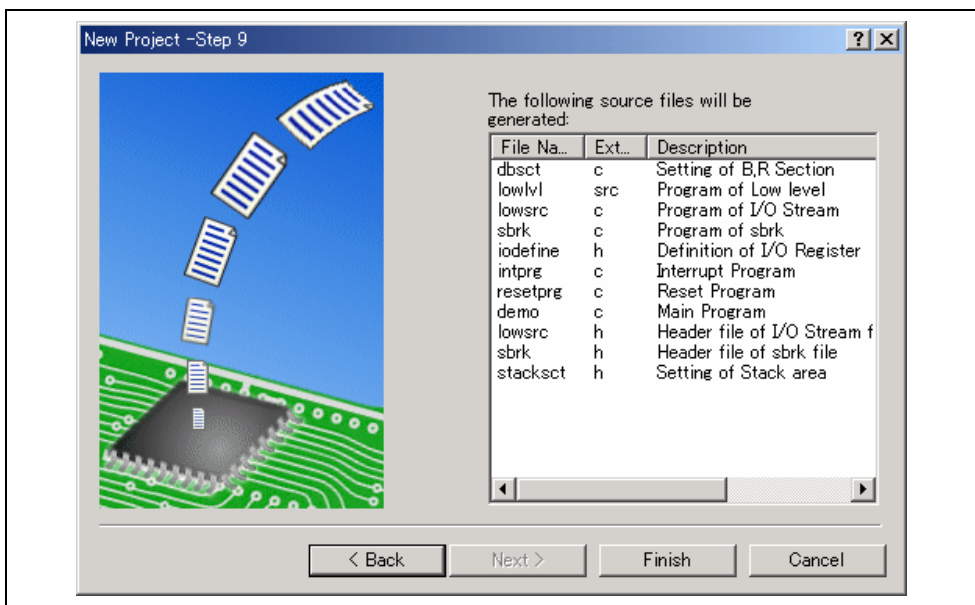 New Project -Step 9
The following source files will be
generated:
File Na... Ext... Description
dbsct c Setting of B,R Section
lowlvl src Program of Low level
lowsrc c Program of I/O Stream
sbrk c Program of sbrk
iodefine h Definition of I/O Register
intprg c Interrupt Program
resetprg c Reset Program
demo c Main Program
lowsrc h Header file of I/O Stream f
sbrk h Header file of sbrk file
stacksct h Setting of Stack area
< Back Next > Finish Cancel